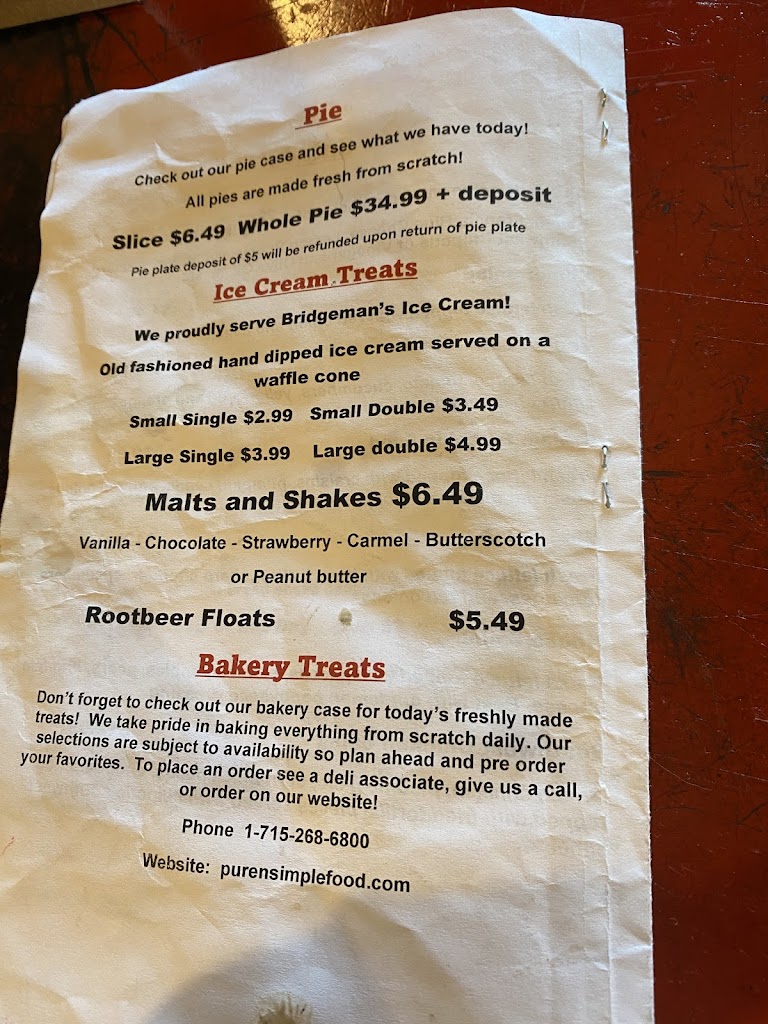 Pie
Check out our pie case and see what we have today!
All pies are made fresh from scratch!
Slice $6.49 Whole Pie $34.99 + deposit
Pie plate deposit of $5 will be refunded upon return of pie plate
Ice Cream Treats
We proudly serve Bridgeman's Ice Cream!
Old fashioned hand dipped ice cream served on a
waffle cone
Small Single $2.99 Small Double $3.49
Large Single $3.99 Large double $4.99
Malts and Shakes $6.49
Vanilla - Chocolate - Strawberry - Carmel - Butterscotch
or Peanut butter
Rootbeer Floats $5.49
Bakery Treats
Don't forget to check out our bakery case for today's freshly made
treats! We take pride in baking everything from scratch daily. Our
selections are subject to availability so plan ahead and pre order
your favorites. To place an order see a deli associate, give us a call,
or order on our website!
Phone 1-715-268-6800
Website: purensimplefood.com